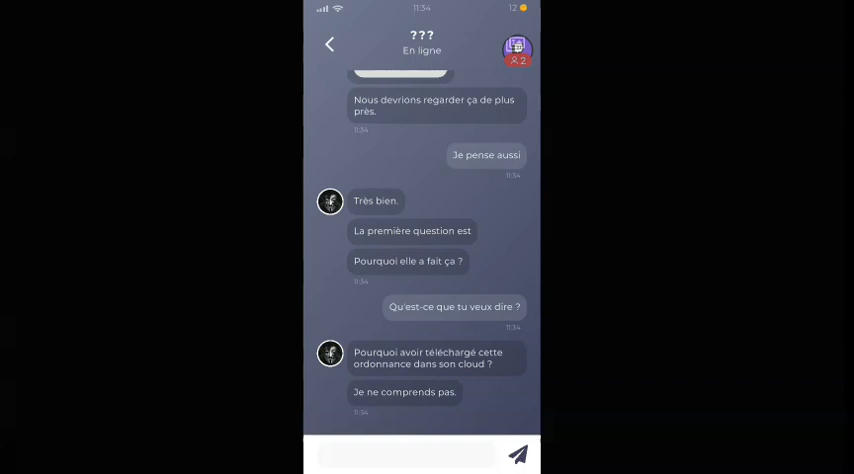 11:34
12
???
En ligne
2
Nous devrions regarder ça de plus
près.
11:34
Je pense aussi
11:34
Très bien.
La première question est
Pourquoi elle a fait ça ?
11:34
Qu'est-ce que tu veux dire ?
11:34
Pourquoi avoir téléchargé cette
ordonnance dans son cloud ?
Je ne comprends pas.
11:34